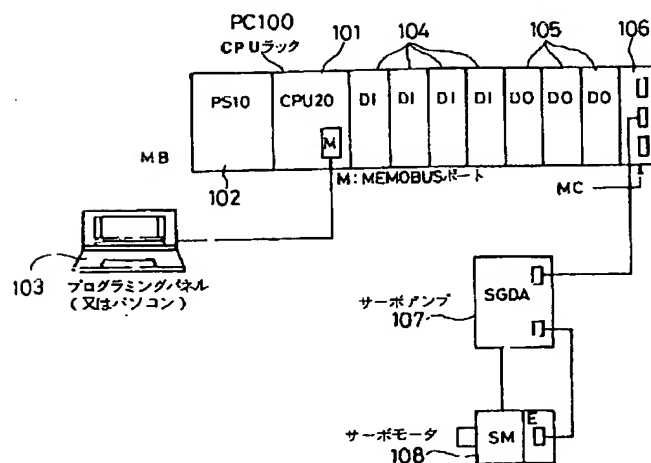 PC100
CPUラック
101
104
105
106
PS10
CPU20
DI
DI
DI
DI
DO
DO
DO
M
MB
102
M:MEMOBUSポート
MC
103
プログラミングパネル
(又はパソコン)
サーボアンプ
107
SGDA
サーボモータ
108
SM
E